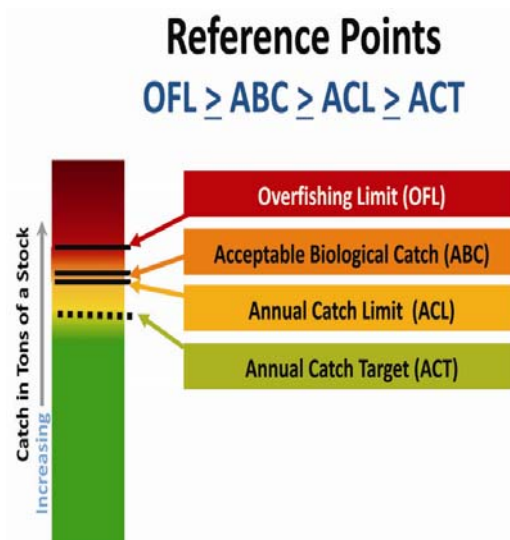 Reference Points
OFL ≥ ABC ≥ ACL ≥ ACT
Overfishing Limit (OFL)
Acceptable Biological Catch (ABC)
Annual Catch Limit (ACL)
Annual Catch Target (ACT)
Catch in Tons of a Stock
Increasing